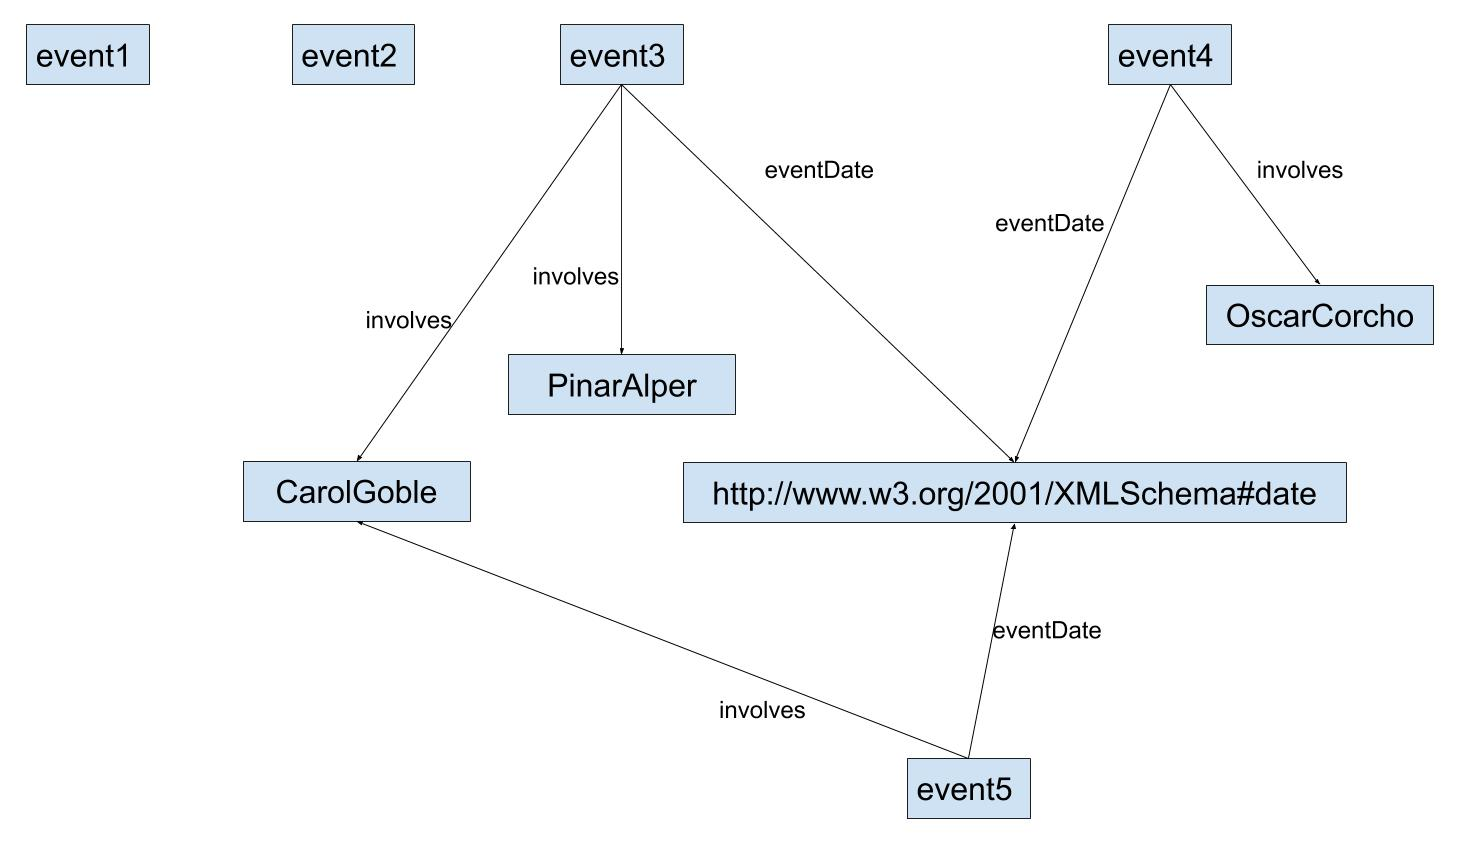 event1
event2
event3
event4
eventDate
involves
eventDate
involves
involves
OscarCorcho
PinarAlper
CarolGoble
http://www.w3.org/2001/XMLSchema#date
eventDate
involves
event5